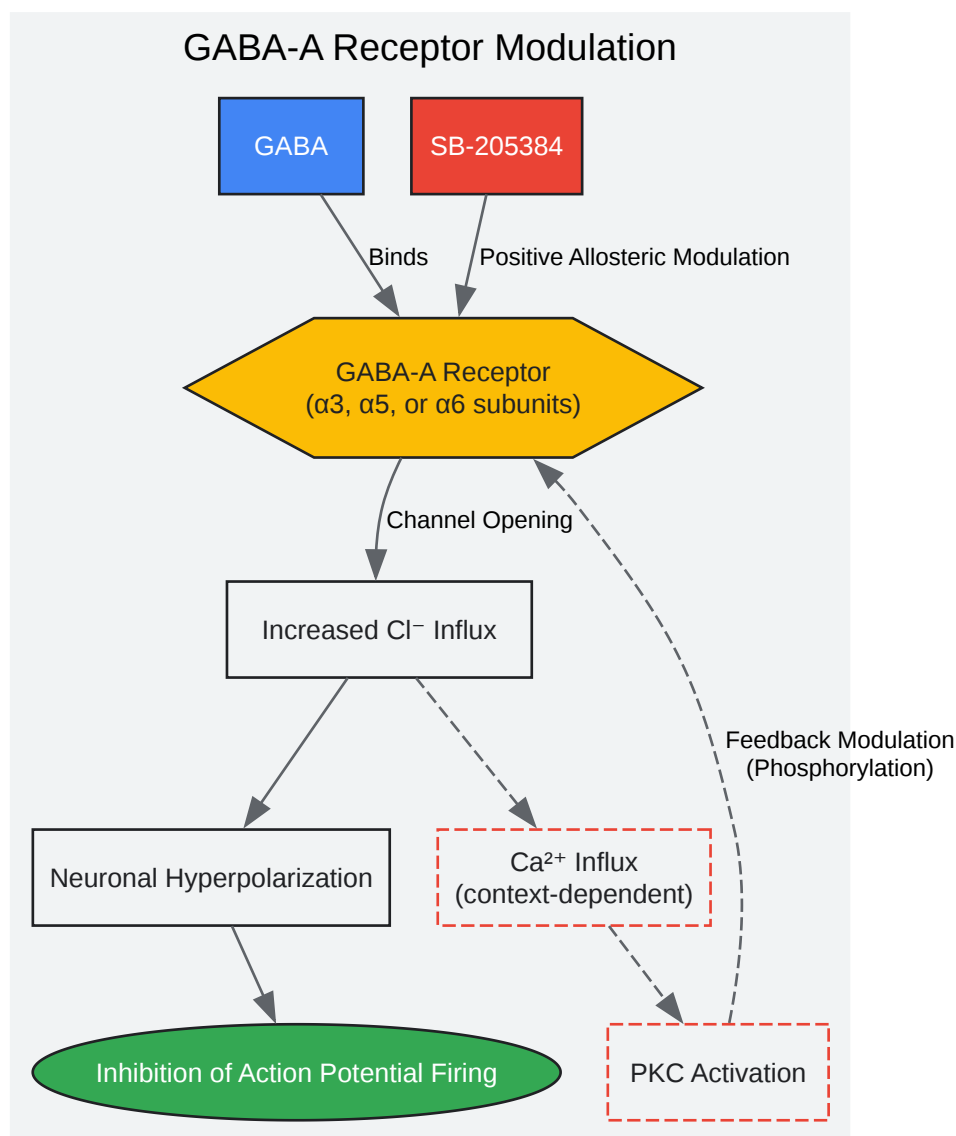 GABA-A Receptor Modulation
GABA
SB-205384
Binds
Positive Allosteric Modulation
GABA-A Receptor
(α3, α5, or α6 subunits)
Channel Opening
Increased Cl⁻ Influx
Feedback Modulation
(Phosphorylation)
Neuronal Hyperpolarization
Ca²⁺ Influx
(context-dependent)
Inhibition of Action Potential Firing
PKC Activation